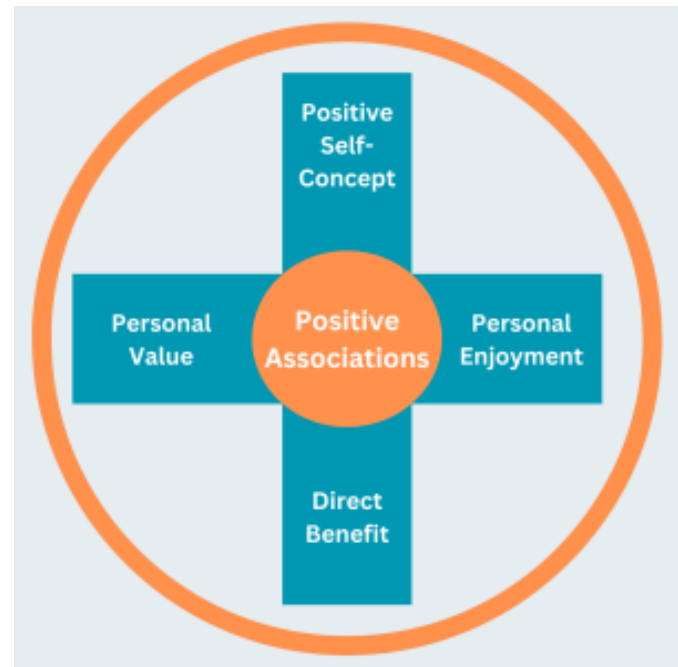 Positive
Self-
Concept
Personal
Value
Positive
Associations
Personal
Enjoyment
Direct
Benefit